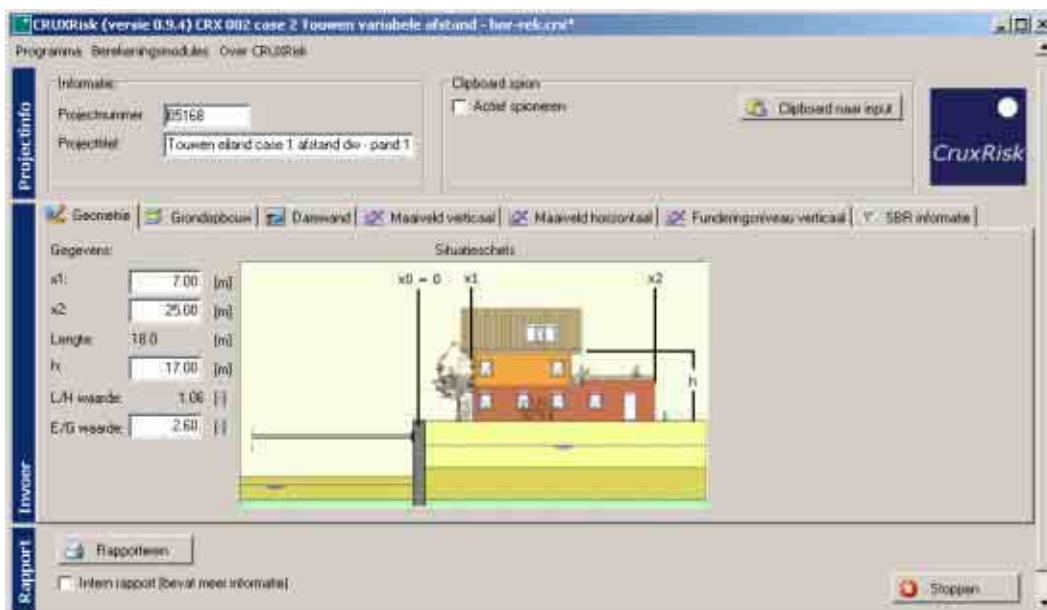 CRUXRisk (versie 0.9.4) CRX 002 case 2 Touwen variabele afstand - hor-rek.crx*
Programma Berekeningsmodules Over CRUXRisk
Projectinfo
Informatie:
Projectnummer: 05168
Projecttitel: Touwen eiland case 1 afstand dw - pand 1
Clipboard spion
Actief spioneren
Clipboard naar input
CruxRisk
Invoer
Geometrie Grondopbouw Damwand Maaiveld verticaal Maaiveld horizontaal Funderingsniveau verticaal SBR informatie
Gegevens:
x1: 7.00 [m]
x2: 25.00 [m]
Lengte: 18.0 [m]
h: 17.00 [m]
L/H waarde: 1.06 [-]
E/G waarde: 2.60 [-]
Situatieschets
x0 = 0 x1 x2
h
Rapport
Rapporteren
Intern rapport (bevat meer informatie)
Stoppen